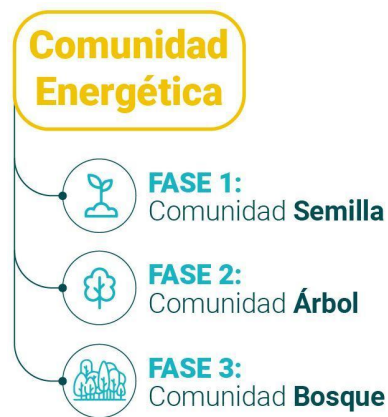 Comunidad
Energética
FASE 1:
Comunidad Semilla
FASE 2:
Comunidad Árbol
FASE 3:
Comunidad Bosque